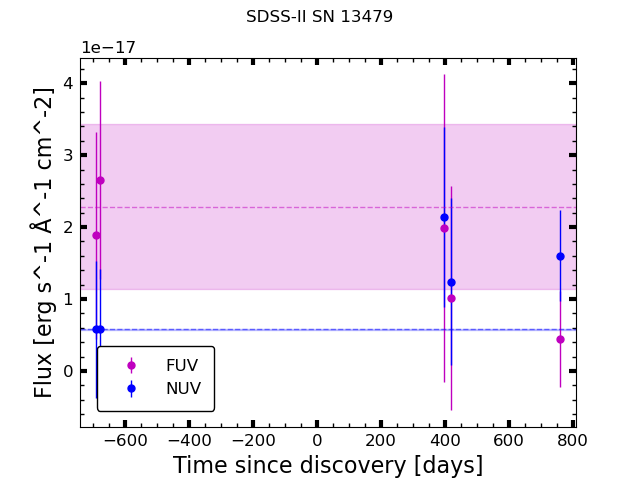 SDSS-II SN 13479
1e−17
Flux [erg s^-1 Å^-1 cm^-2]
4
3
2
1
0
FUV
NUV
−600 −400 −200 0 200 400 600 800
Time since discovery [days]